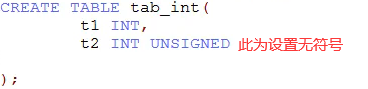 CREATE TABLE tab_int(
t1 INT,
t2 INT UNSIGNED 此为设置无符号
);